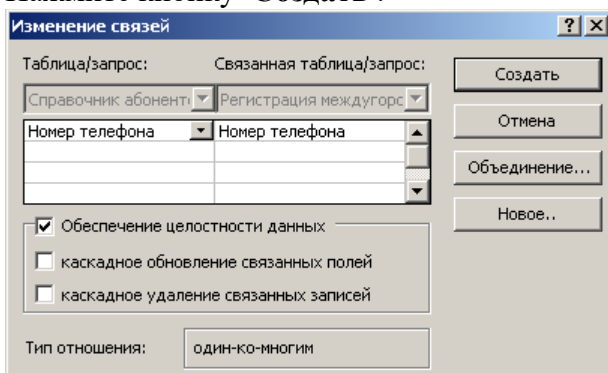 Изменение связей
Таблица/запрос: Связанная таблица/запрос:
Справочник абонент Регистрация междугорс
Номер телефона Номер телефона
Обеспечение целостности данных
каскадное обновление связанных полей
каскадное удаление связанных записей
Тип отношения: один-ко-многим
Создать
Отмена
Объединение...
Новое..